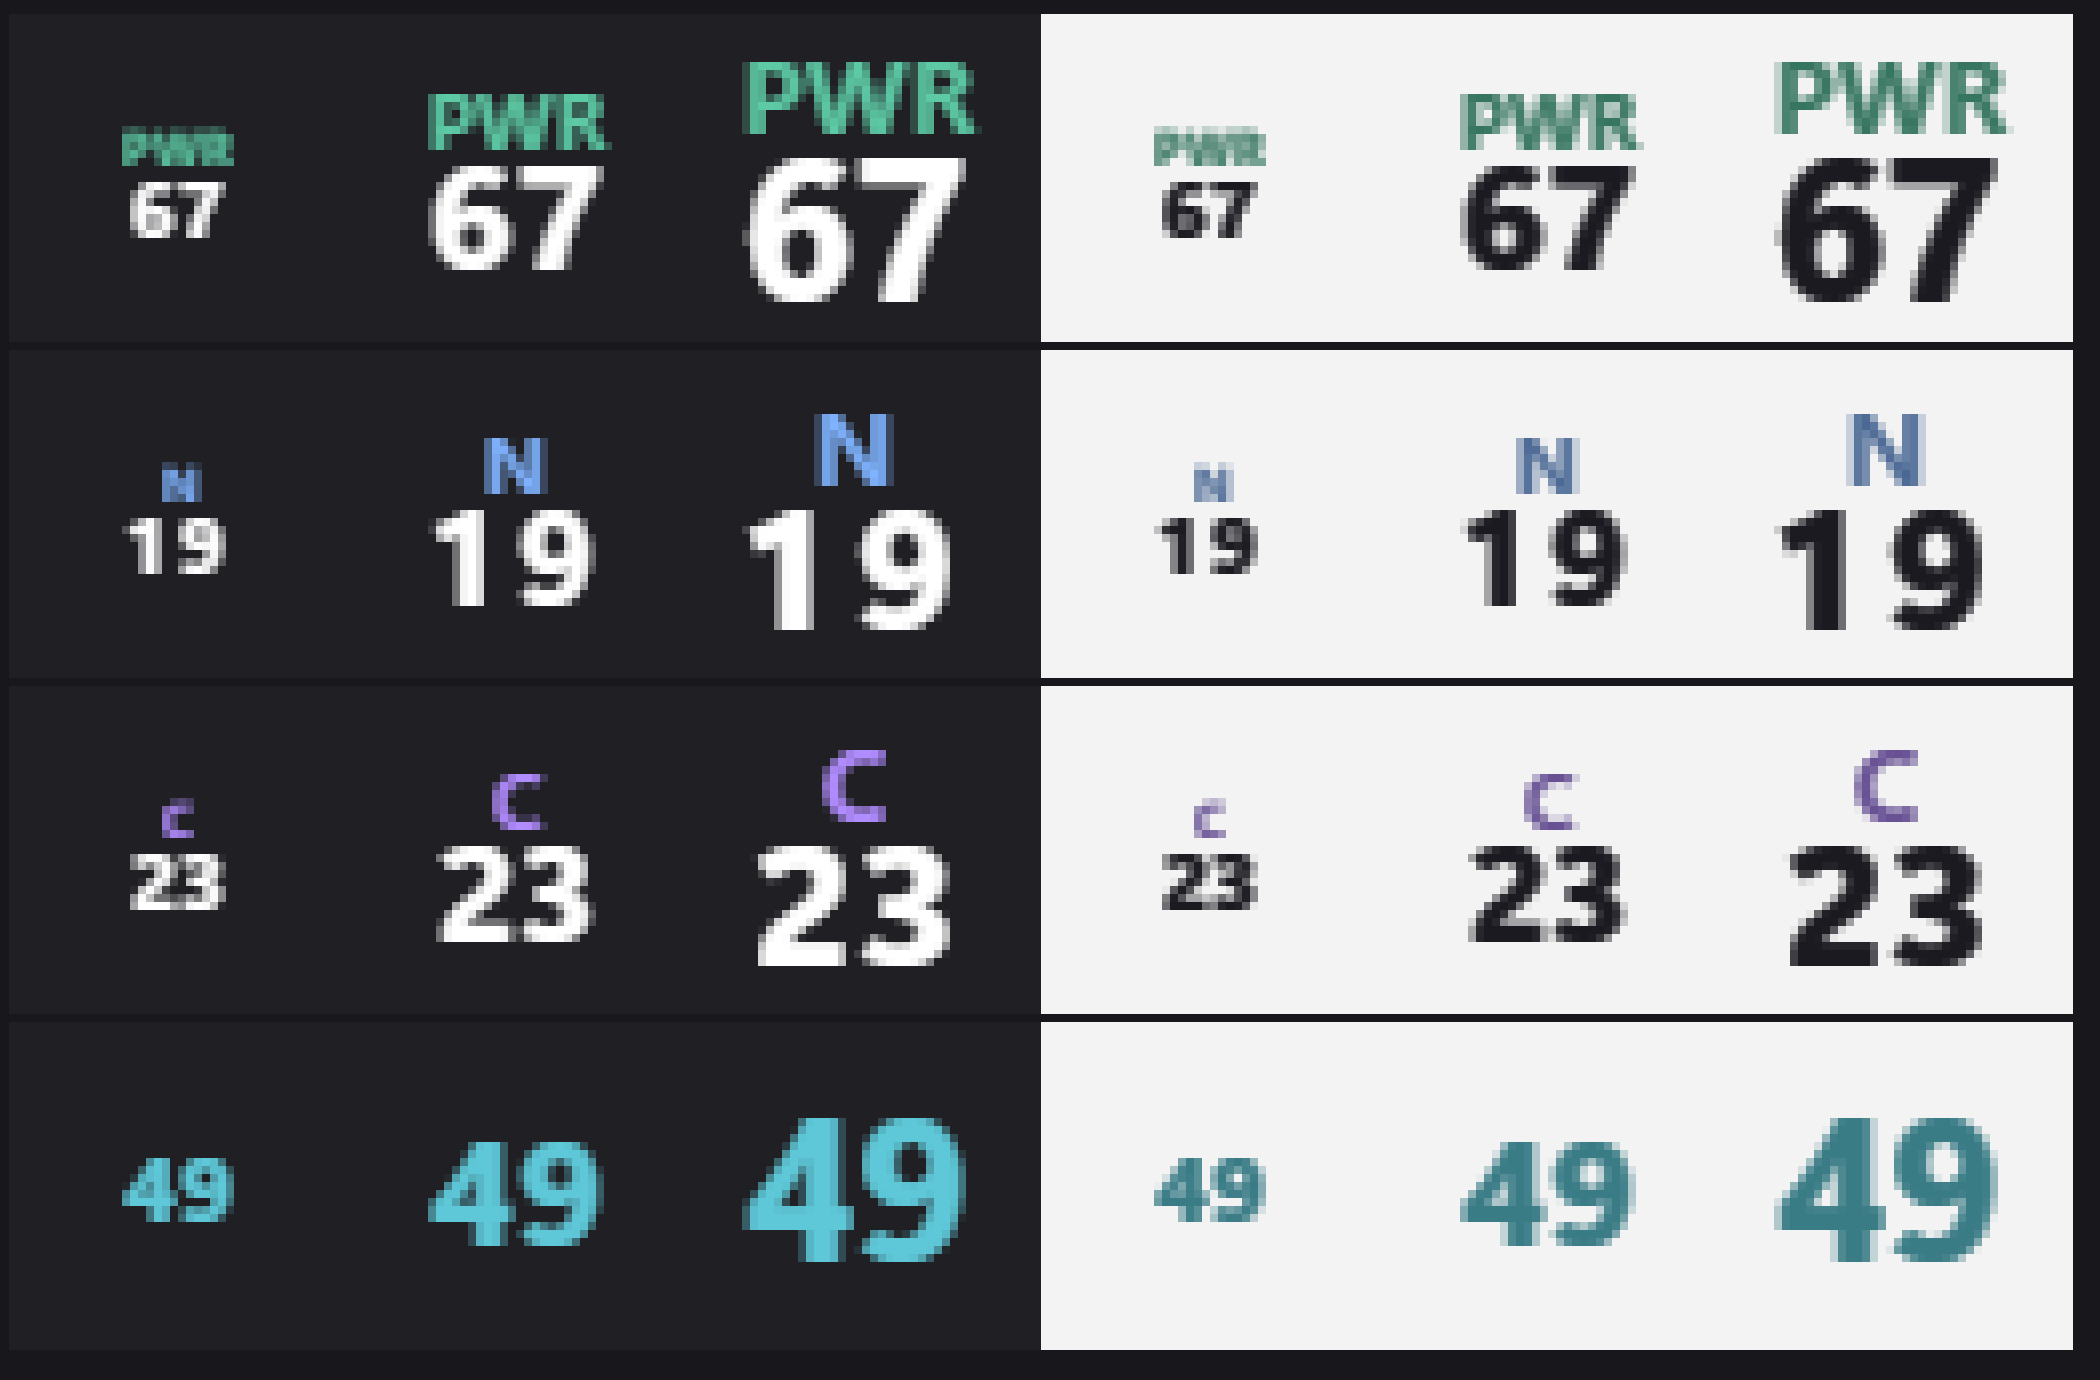 PWR PWR PWR PWR PWR PWR
67 67 67 67 67 67
N N N N N N
19 19 19 19 19 19
C C C C C C
23 23 23 23 23 23
49 49 49 49 49 49